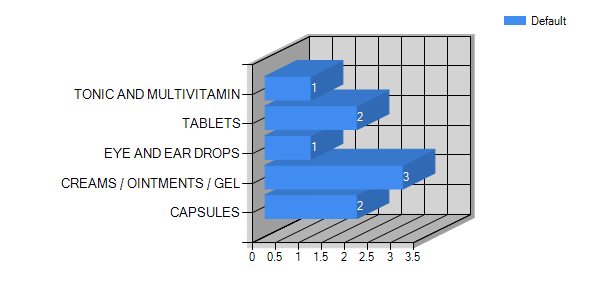 Default
TONIC AND MULTIVITAMIN 1
TABLETS 2
EYE AND EAR DROPS 1
CREAMS / OINTMENTS / GEL 3
CAPSULES 2
0 0.5 1 1.5 2 2.5 3 3.5